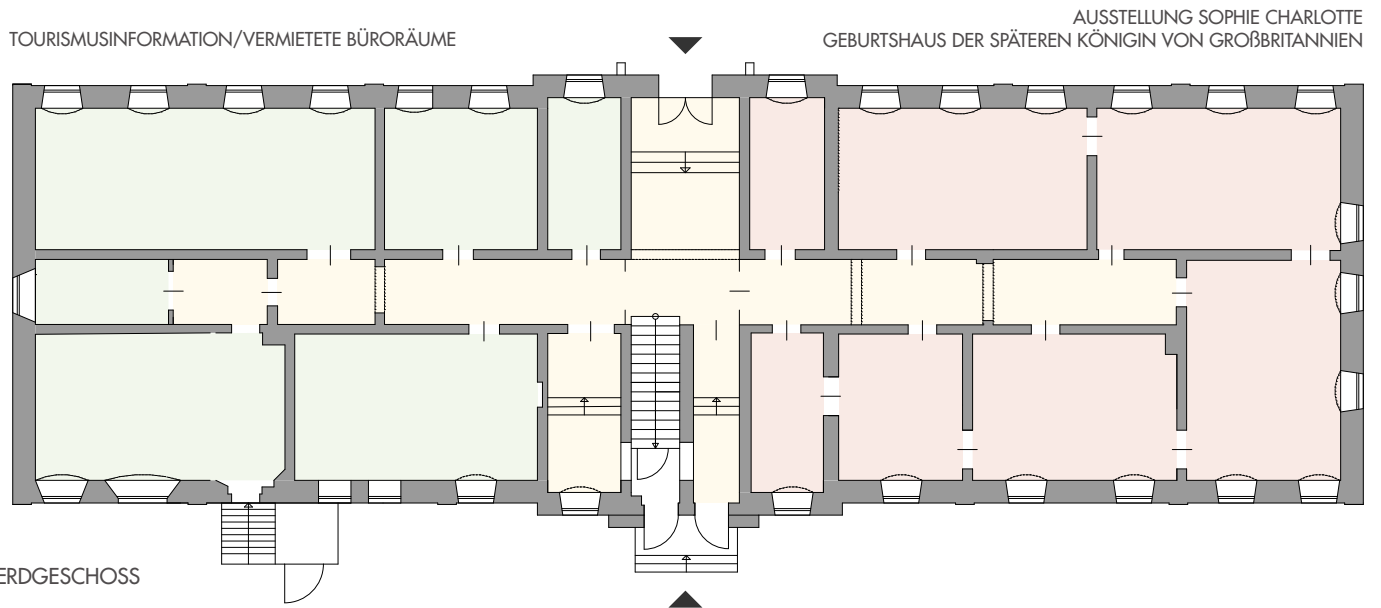 TOURISMUSINFORMATION/VERMIETETE BÜRORÄUME
AUSSTELLUNG SOPHIE CHARLOTTE
GEBURTSHAUS DER SPÄTEREN KÖNIGIN VON GROßBRITANNIEN
ERDGESCHOSS